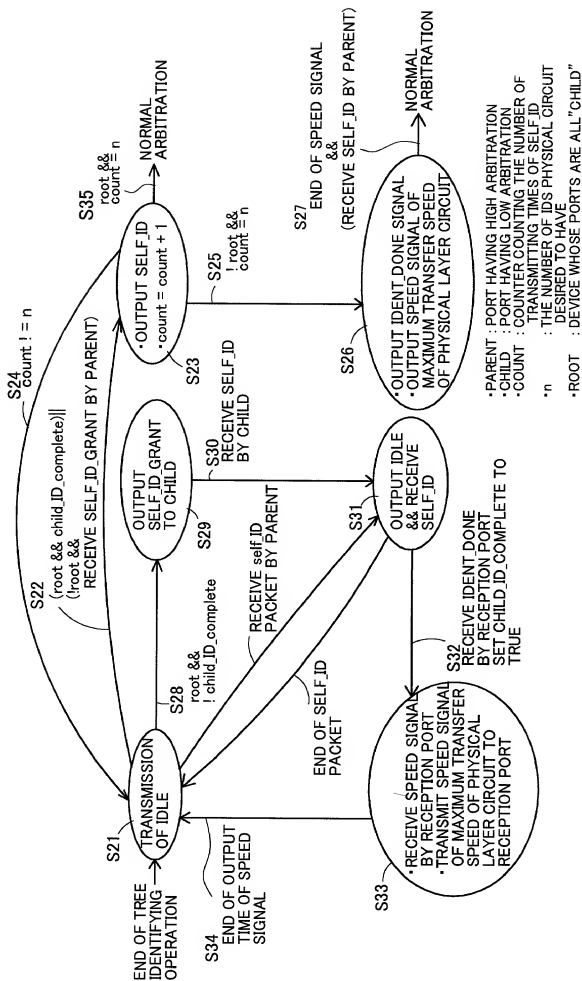 END OF TREE
IDENTIFYING
OPERATION
S21
TRANSMISSION
OF IDLE
S22
(root && child_ID_complete)||
(!root &&
RECEIVE SELF_ID_GRANT BY PARENT)
S24
count != n
•OUTPUT SELF_ID
•count = count + 1
S23
S35
root &&
count = n
NORMAL
ARBITRATION
S25
! root &&
count = n
S28
root &&
! child_ID_complete
OUTPUT
SELF_ID_GRANT
TO CHILD
S29
S30
RECEIVE SELF_ID
BY CHILD
RECEIVE self_ID
PACKET BY PARENT
END OF SELF_ID
PACKET
OUTPUT IDLE
&& RECEIVE
SELF_ID
S31
S26
•OUTPUT IDENT_DONE SIGNAL
•OUTPUT SPEED SIGNAL OF
MAXIMUM TRANSFER SPEED
OF PHYSICAL LAYER CIRCUIT
S27
END OF SPEED SIGNAL
&&
(RECEIVE SELF_ID BY PARENT)
NORMAL
ARBITRATION
S32
RECEIVE IDENT_DONE
BY RECEPTION PORT
SET CHILD_ID_COMPLETE TO
TRUE
S33
•RECEIVE SPEED SIGNAL
BY RECEPTION PORT
•TRANSMIT SPEED SIGNAL
OF MAXIMUM TRANSFER
SPEED OF PHYSICAL
LAYER CIRCUIT TO
RECEPTION PORT
S34
END OF OUTPUT
TIME OF SPEED
SIGNAL
•PARENT : PORT HAVING HIGH ARBITRATION
•CHILD : PORT HAVING LOW ARBITRATION
•COUNT : COUNTER COUNTING THE NUMBER OF
TRANSMITTING TIMES OF SELF_ID
•n : THE NUMBER OF IDS PHYSICAL CIRCUIT
DESIRED TO HAVE
•ROOT : DEVICE WHOSE PORTS ARE ALL"CHILD"